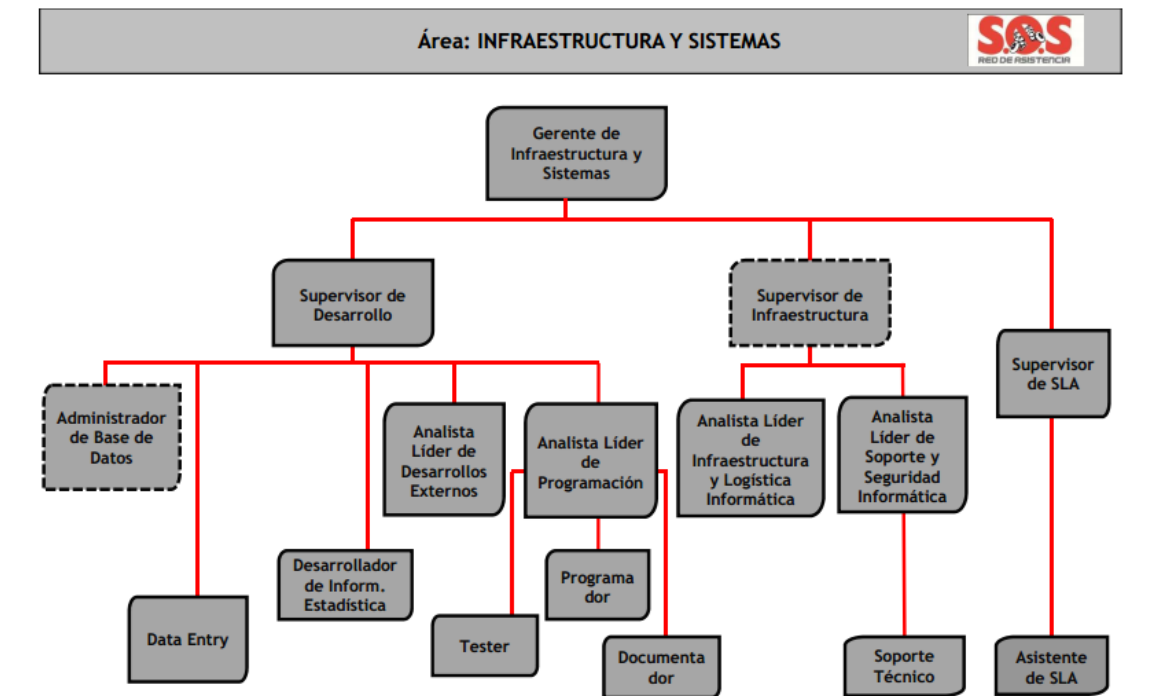 Área: INFRAESTRUCTURA Y SISTEMAS
S.O.S
RED DE ASISTENCIA
Gerente de
Infraestructura y
Sistemas
Supervisor de
Desarrollo
Supervisor de
Infraestructura
Supervisor
de SLA
Administrador
de Base de
Datos
Analista
Líder de
Desarrollos
Externos
Analista Líder
de
Programación
Analista Líder
de
Infraestructura
y Logística
Informática
Analista
Líder de
Soporte y
Seguridad
Informática
Desarrollador
de Inform.
Estadística
Programa
dor
Data Entry
Tester
Documenta
dor
Soporte
Técnico
Asistente
de SLA